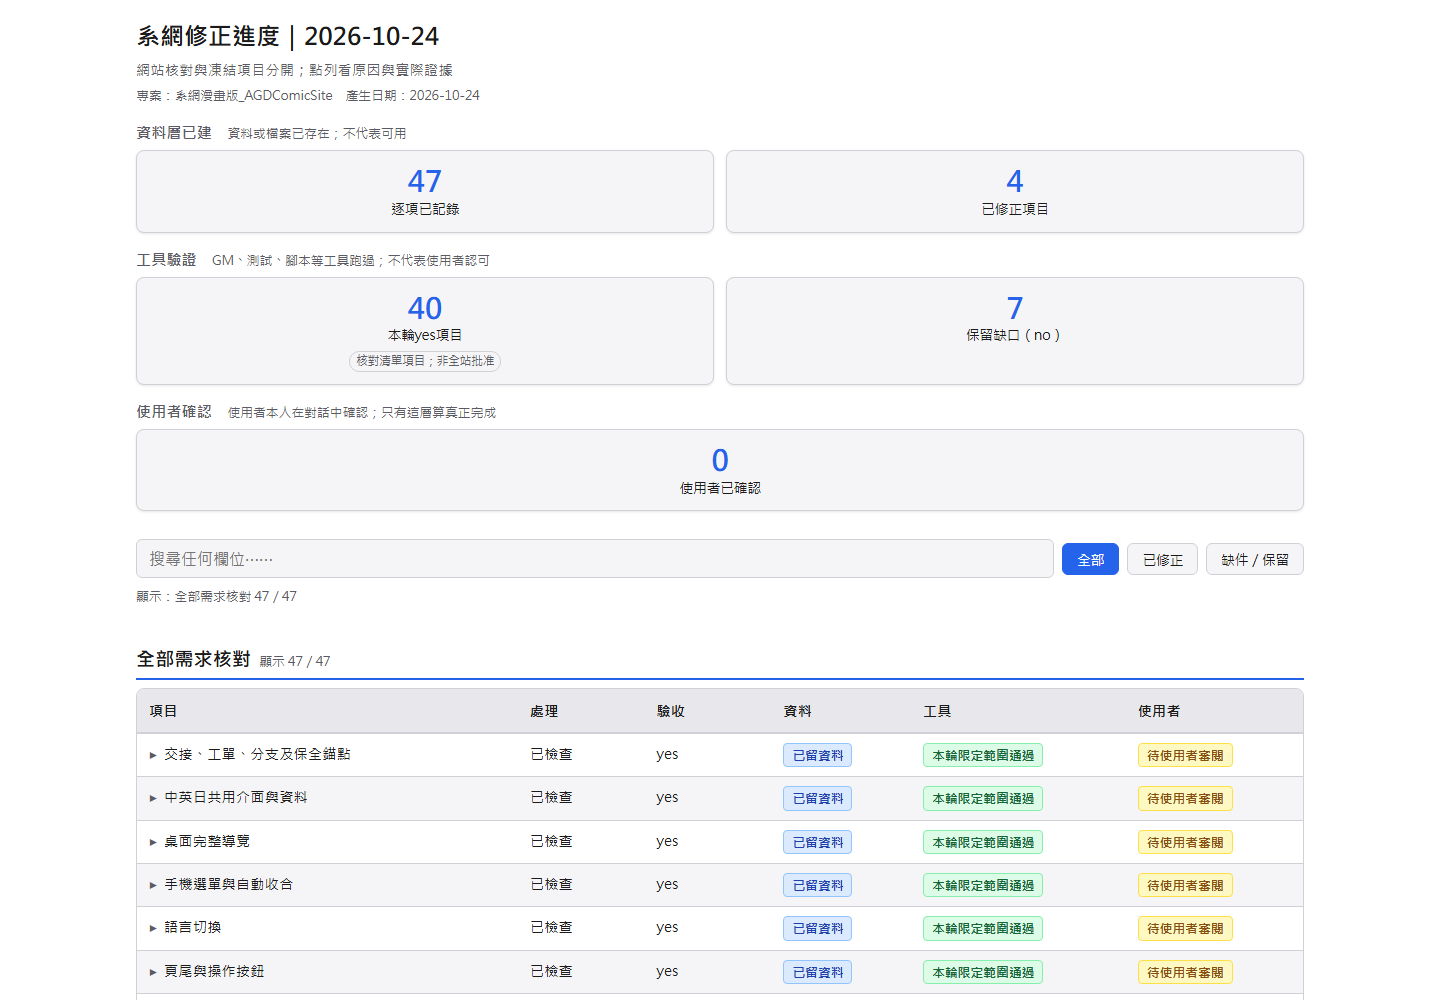 系網修正進度 | 2026-10-24
網站核對與凍結項目分開；點列看原因與實際證據
專案：系網漫畫版_AGDComicSite　產生日期：2026-10-24
資料層已建　資料或檔案已存在；不代表可用
47
逐項已記錄
4
已修正項目
工具驗證　GM、測試、腳本等工具跑過；不代表使用者認可
40
本輪yes項目
核對清單項目；非全站批准
7
保留缺口（no）
使用者確認　使用者本人在對話中確認；只有這層算真正完成
0
使用者已確認
搜尋任何欄位⋯⋯ 全部 已修正 缺件 / 保留
顯示：全部需求核對 47 / 47
全部需求核對 顯示 47 / 47
項目 處理 驗收 資料 工具 使用者
▸ 交接、工單、分支及保全錨點 已檢查 yes 已留資料 本輪限定範圍通過 待使用者審閱
▸ 中英日共用介面與資料 已檢查 yes 已留資料 本輪限定範圍通過 待使用者審閱
▸ 桌面完整導覽 已檢查 yes 已留資料 本輪限定範圍通過 待使用者審閱
▸ 手機選單與自動收合 已檢查 yes 已留資料 本輪限定範圍通過 待使用者審閱
▸ 語言切換 已檢查 yes 已留資料 本輪限定範圍通過 待使用者審閱
▸ 頁尾與操作按鈕 已檢查 yes 已留資料 本輪限定範圍通過 待使用者審閱